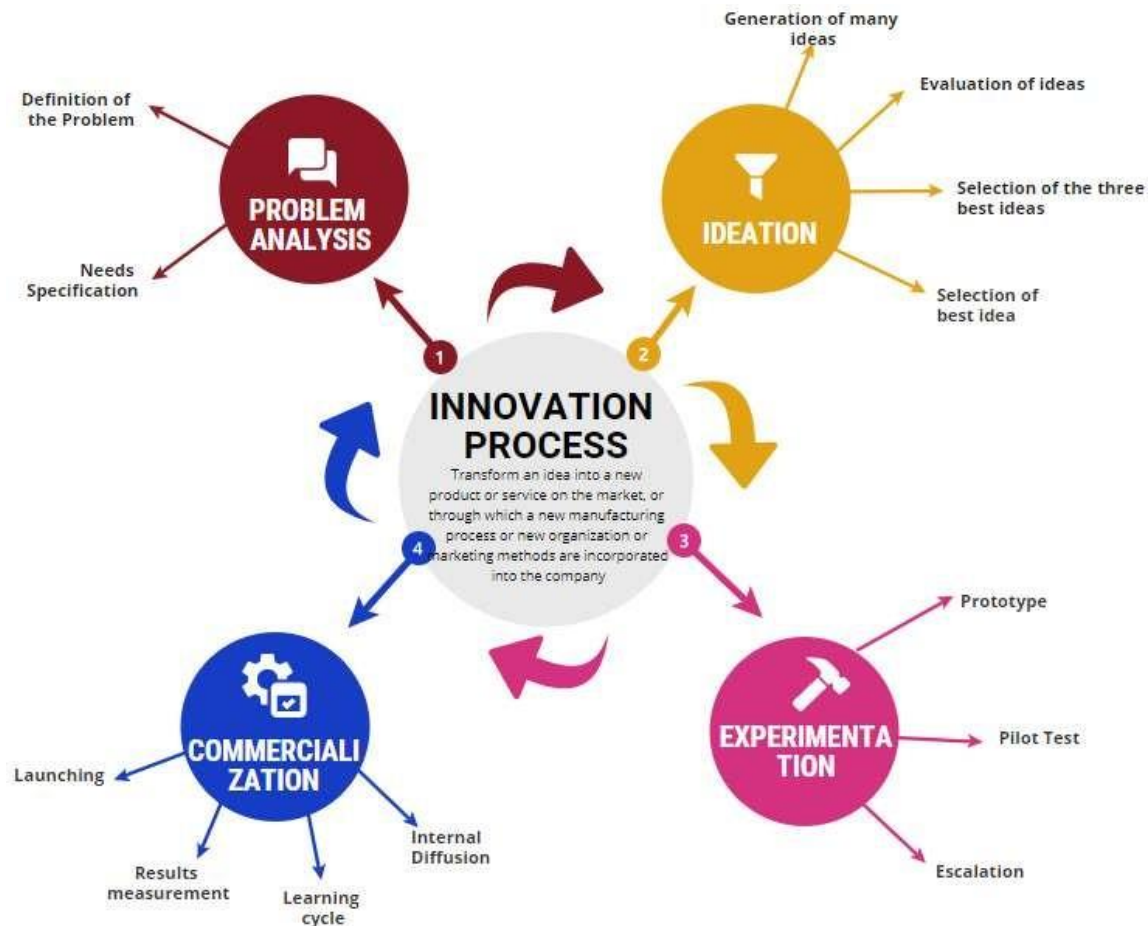 Generation of many
ideas
Definition of
the Problem
Evaluation of ideas
PROBLEM
ANALYSIS
IDEATION
Selection of the three
best ideas
Needs
Specification
Selection of
best idea
1
2
INNOVATION
PROCESS
Transform an idea into a new
product or service on the market, or
through which a new manufacturing
process or new organization or
marketing methods are incorporated
into the company
3
4
Prototype
EXPERIMENTA
TION
Pilot Test
Escalation
COMMERCIALI
ZATION
Launching
Results
measurement
Learning
cycle
Internal
Diffusion